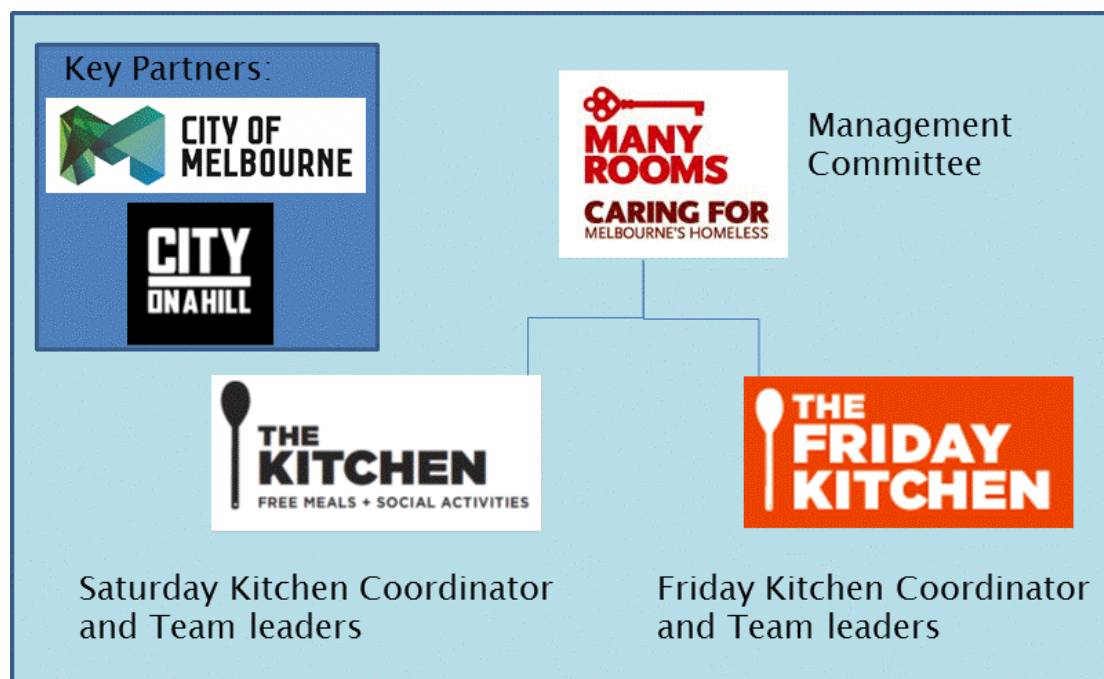 Key Partners:
CITY OF
MELBOURNE
CITY
ON A HILL
MANY
ROOMS
CARING FOR
MELBOURNE'S HOMELESS
Management
Committee
THE
KITCHEN
FREE MEALS + SOCIAL ACTIVITIES
THE
FRIDAY
KITCHEN
Saturday Kitchen Coordinator
and Team leaders
Friday Kitchen Coordinator
and Team leaders